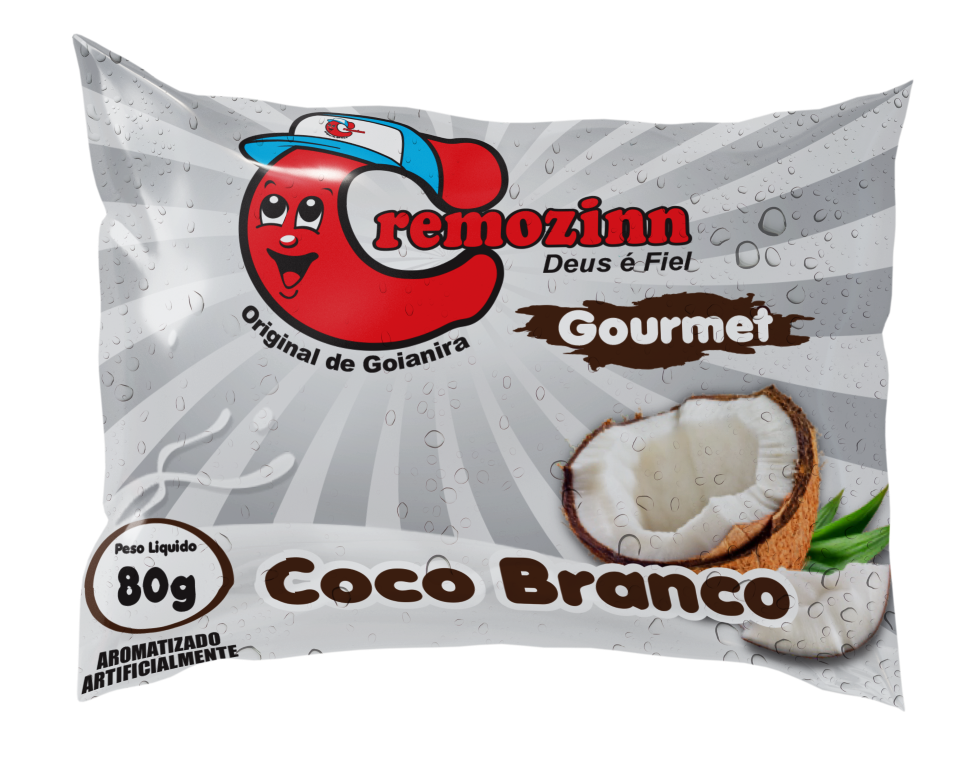 Cremozinn
Deus é Fiel
Original de Goianira
Gourmet
Peso Liquido
80g
Coco Branco
AROMATIZADO
ARTIFICIALMENTE